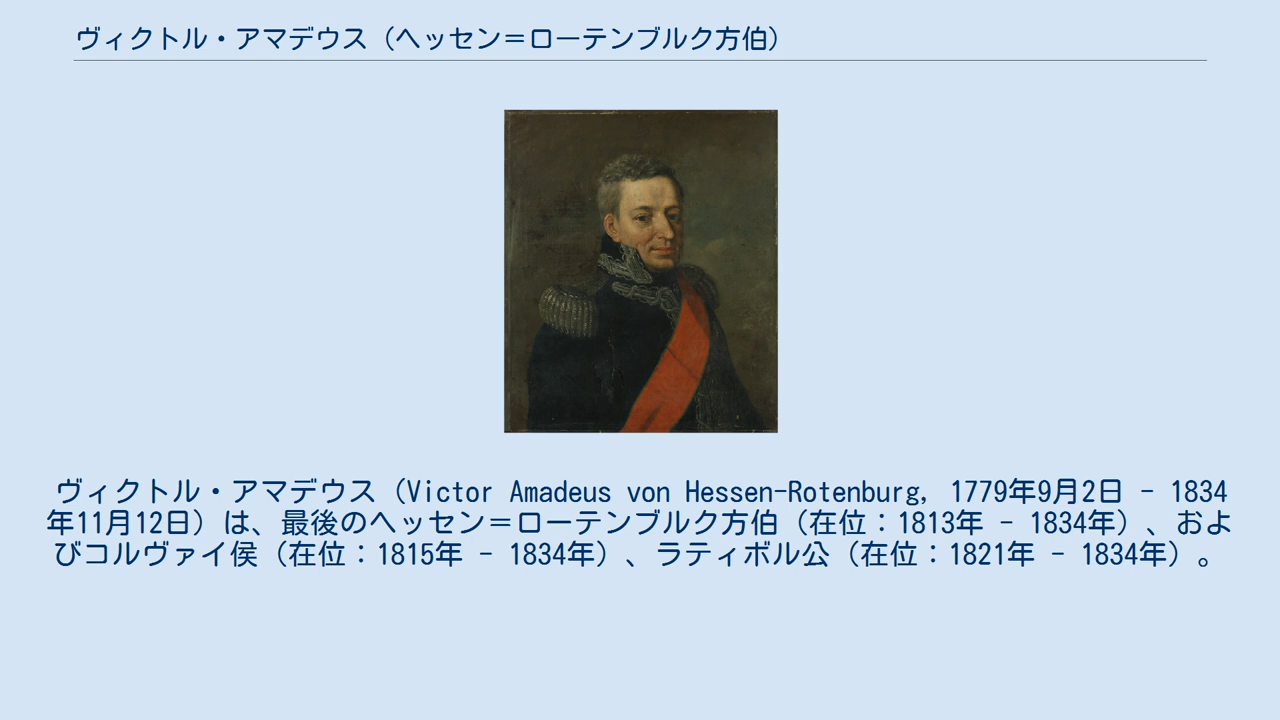 ヴィクトル・アマデウス（ヘッセン＝ローテンブルク方伯）
ヴィクトル・アマデウス（Victor Amadeus von Hessen-Rotenburg, 1779年9月2日 - 1834
年11月12日）は、最後のヘッセン＝ローテンブルク方伯（在位：1813年 - 1834年）、およ
びコルヴァイ侯（在位：1815年 - 1834年）、ラティボル公（在位：1821年 - 1834年）。